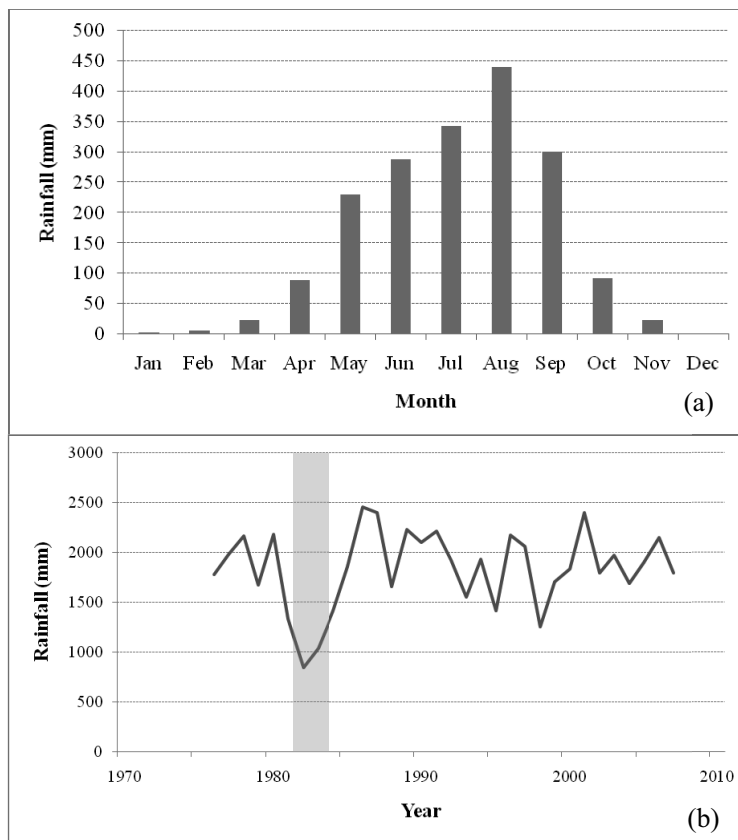 500
450
400
350
300
250
200
150
100
50
0
Rainfall (mm)
Jan Feb Mar Apr May Jun Jul Aug Sep Oct Nov Dec
Month
(a)
3000
2500
2000
1500
1000
500
0
Rainfall (mm)
1970 1980 1990 2000 2010
Year
(b)